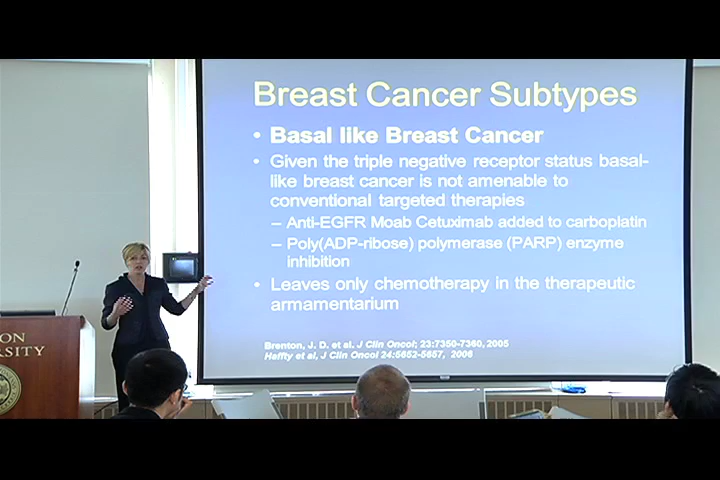 Breast Cancer Subtypes
• Basal like Breast Cancer
• Given the triple negative receptor status basal-
like breast cancer is not amenable to
conventional targeted therapies
– Anti-EGFR Moab Cetuximab added to carboplatin
– Poly(ADP-ribose) polymerase (PARP) enzyme
inhibition
• Leaves only chemotherapy in the therapeutic
armamentarium
Brenton, J. D. et al. J Clin Oncol; 23:7350-7360, 2005
Haffty et al, J Clin Oncol 24:5652-5657, 2006
ON
ERSITY